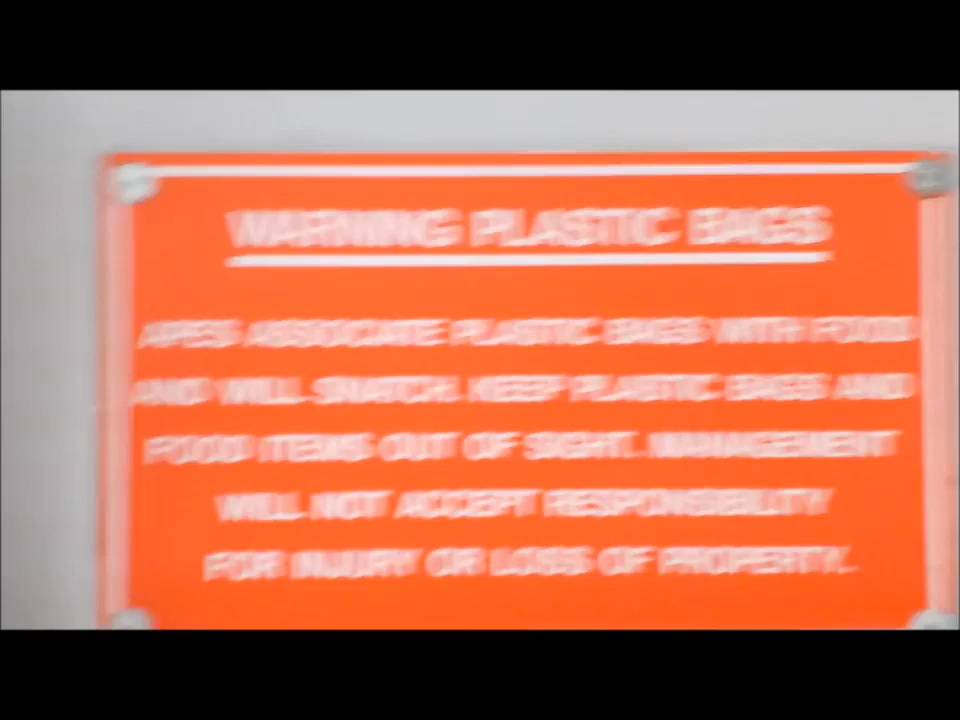 WARNING PLASTIC BAGS
APES ASSOCIATE PLASTIC BAGS WITH FOOD
AND WILL SNATCH. KEEP PLASTIC BAGS AND
FOOD ITEMS OUT OF SIGHT. MANAGEMENT
WILL NOT ACCEPT RESPONSIBILITY
FOR INJURY OR LOSS OF PROPERTY.